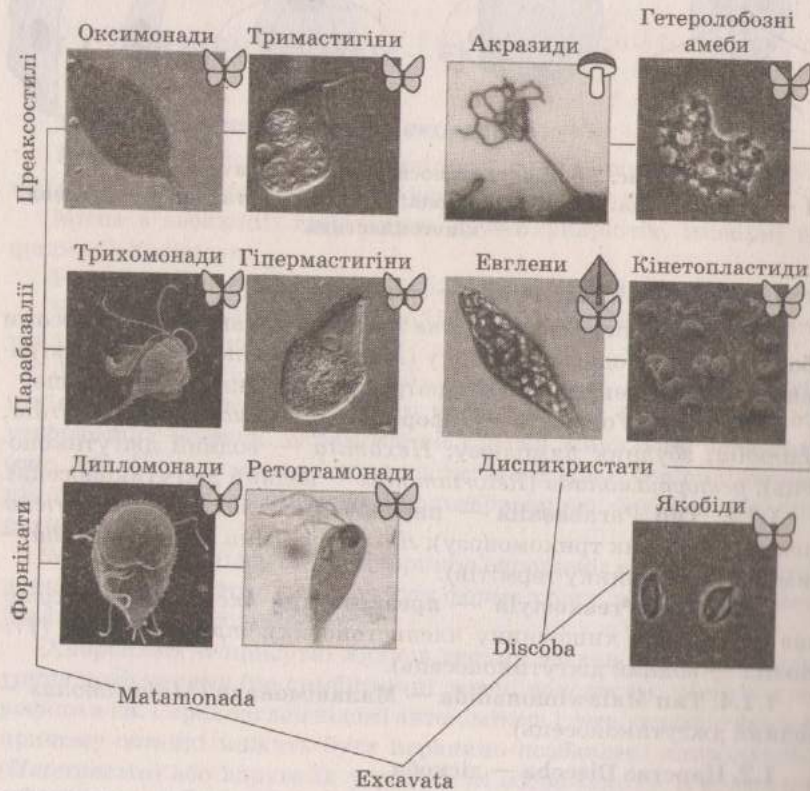 Оксимонади
Тримастигіни
Акразиди
Гетеролобозні
амеби
Преаксостилі
Трихомонади
Гіпермастигіни
Евглени
Кінетопластиди
Парабазалії
Дипломонади
Ретортамонади
Дисцикристати
Якобіди
Форнікати
Discoba
Matamonada
Excavata